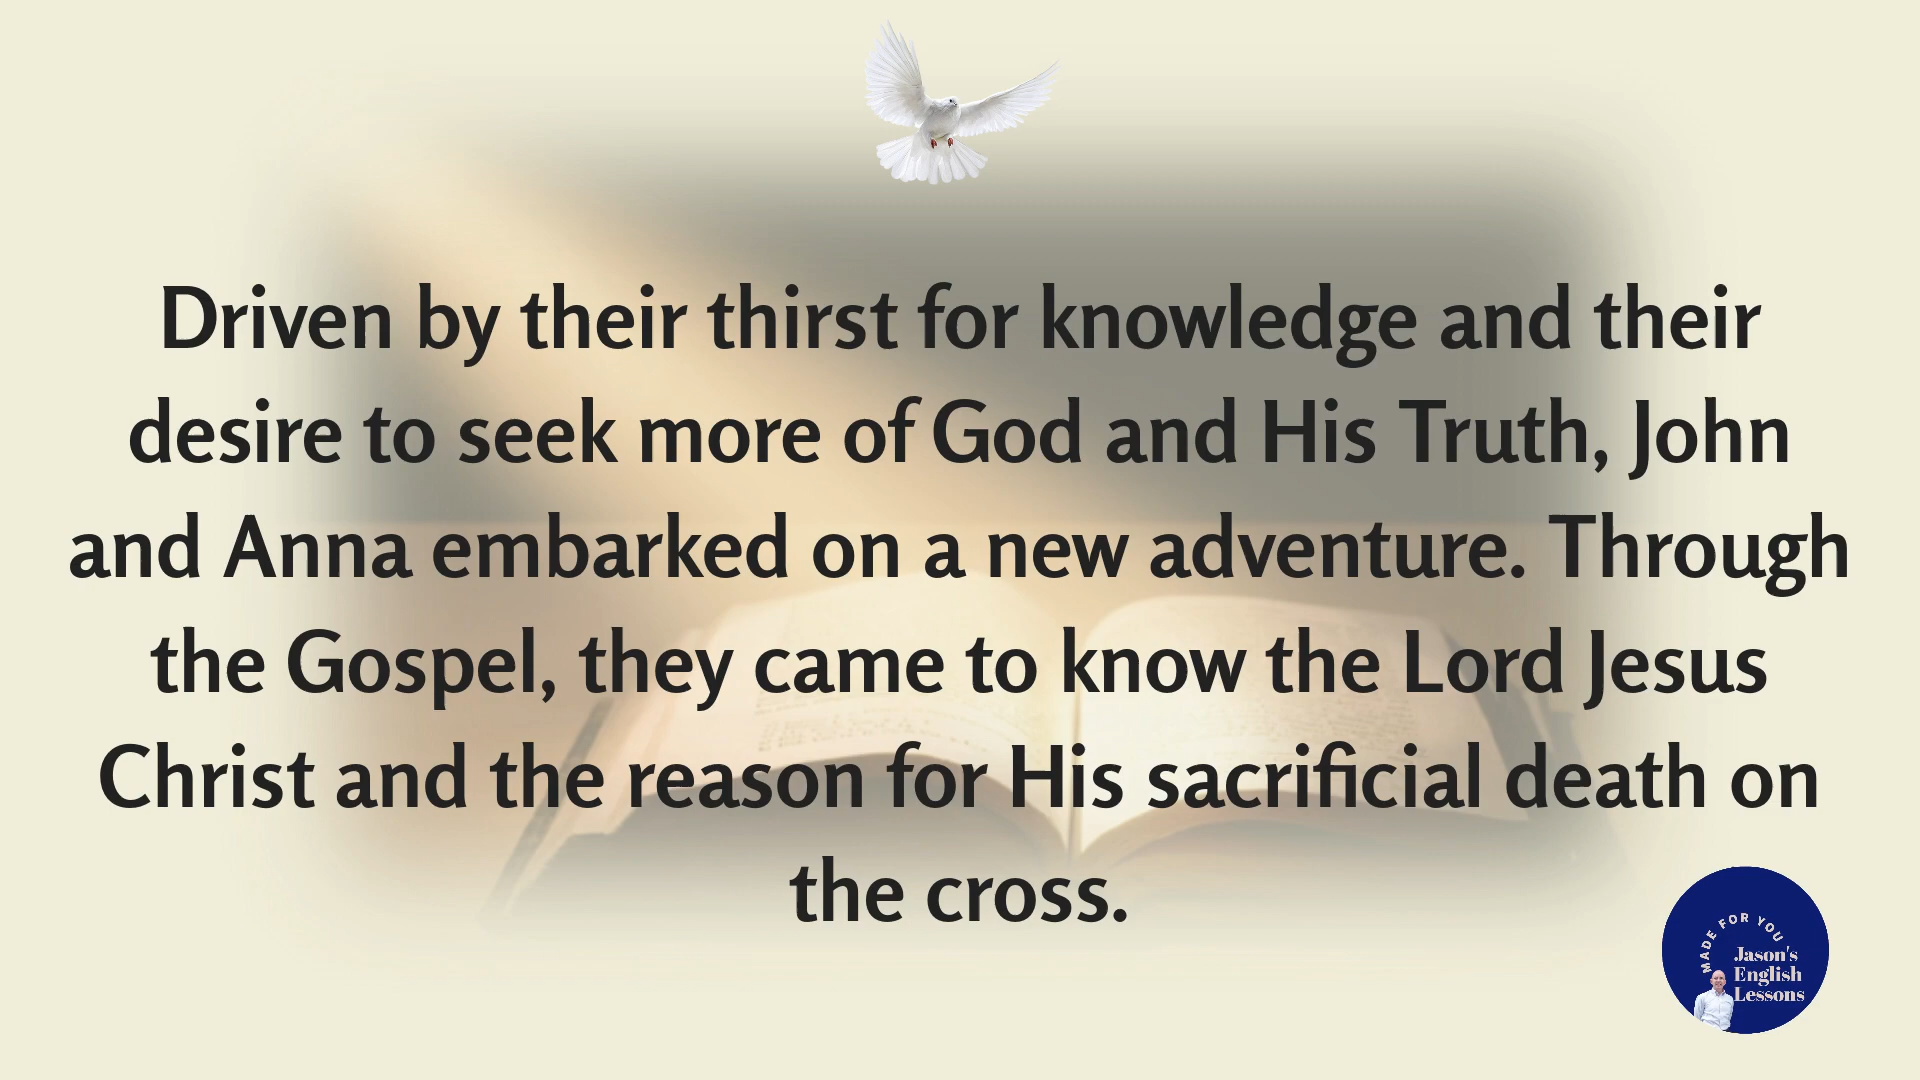 Driven by their thirst for knowledge and their
desire to seek more of God and His Truth, John
and Anna embarked on a new adventure. Through
the Gospel, they came to know the Lord Jesus
Christ and the reason for His sacrificial death on
the cross.
MADE FOR YOU
Jason's
English
Lessons